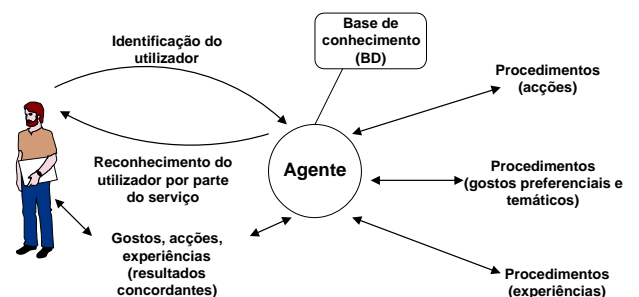 Identificação do
utilizador
Base de
conhecimento
(BD)
Procedimentos
(acções)
Agente
Reconhecimento do
utilizador por parte
do serviço
Procedimentos
(gostos preferenciais e
temáticos)
Gostos, acções,
experiências
(resultados
concordantes)
Procedimentos
(experiências)